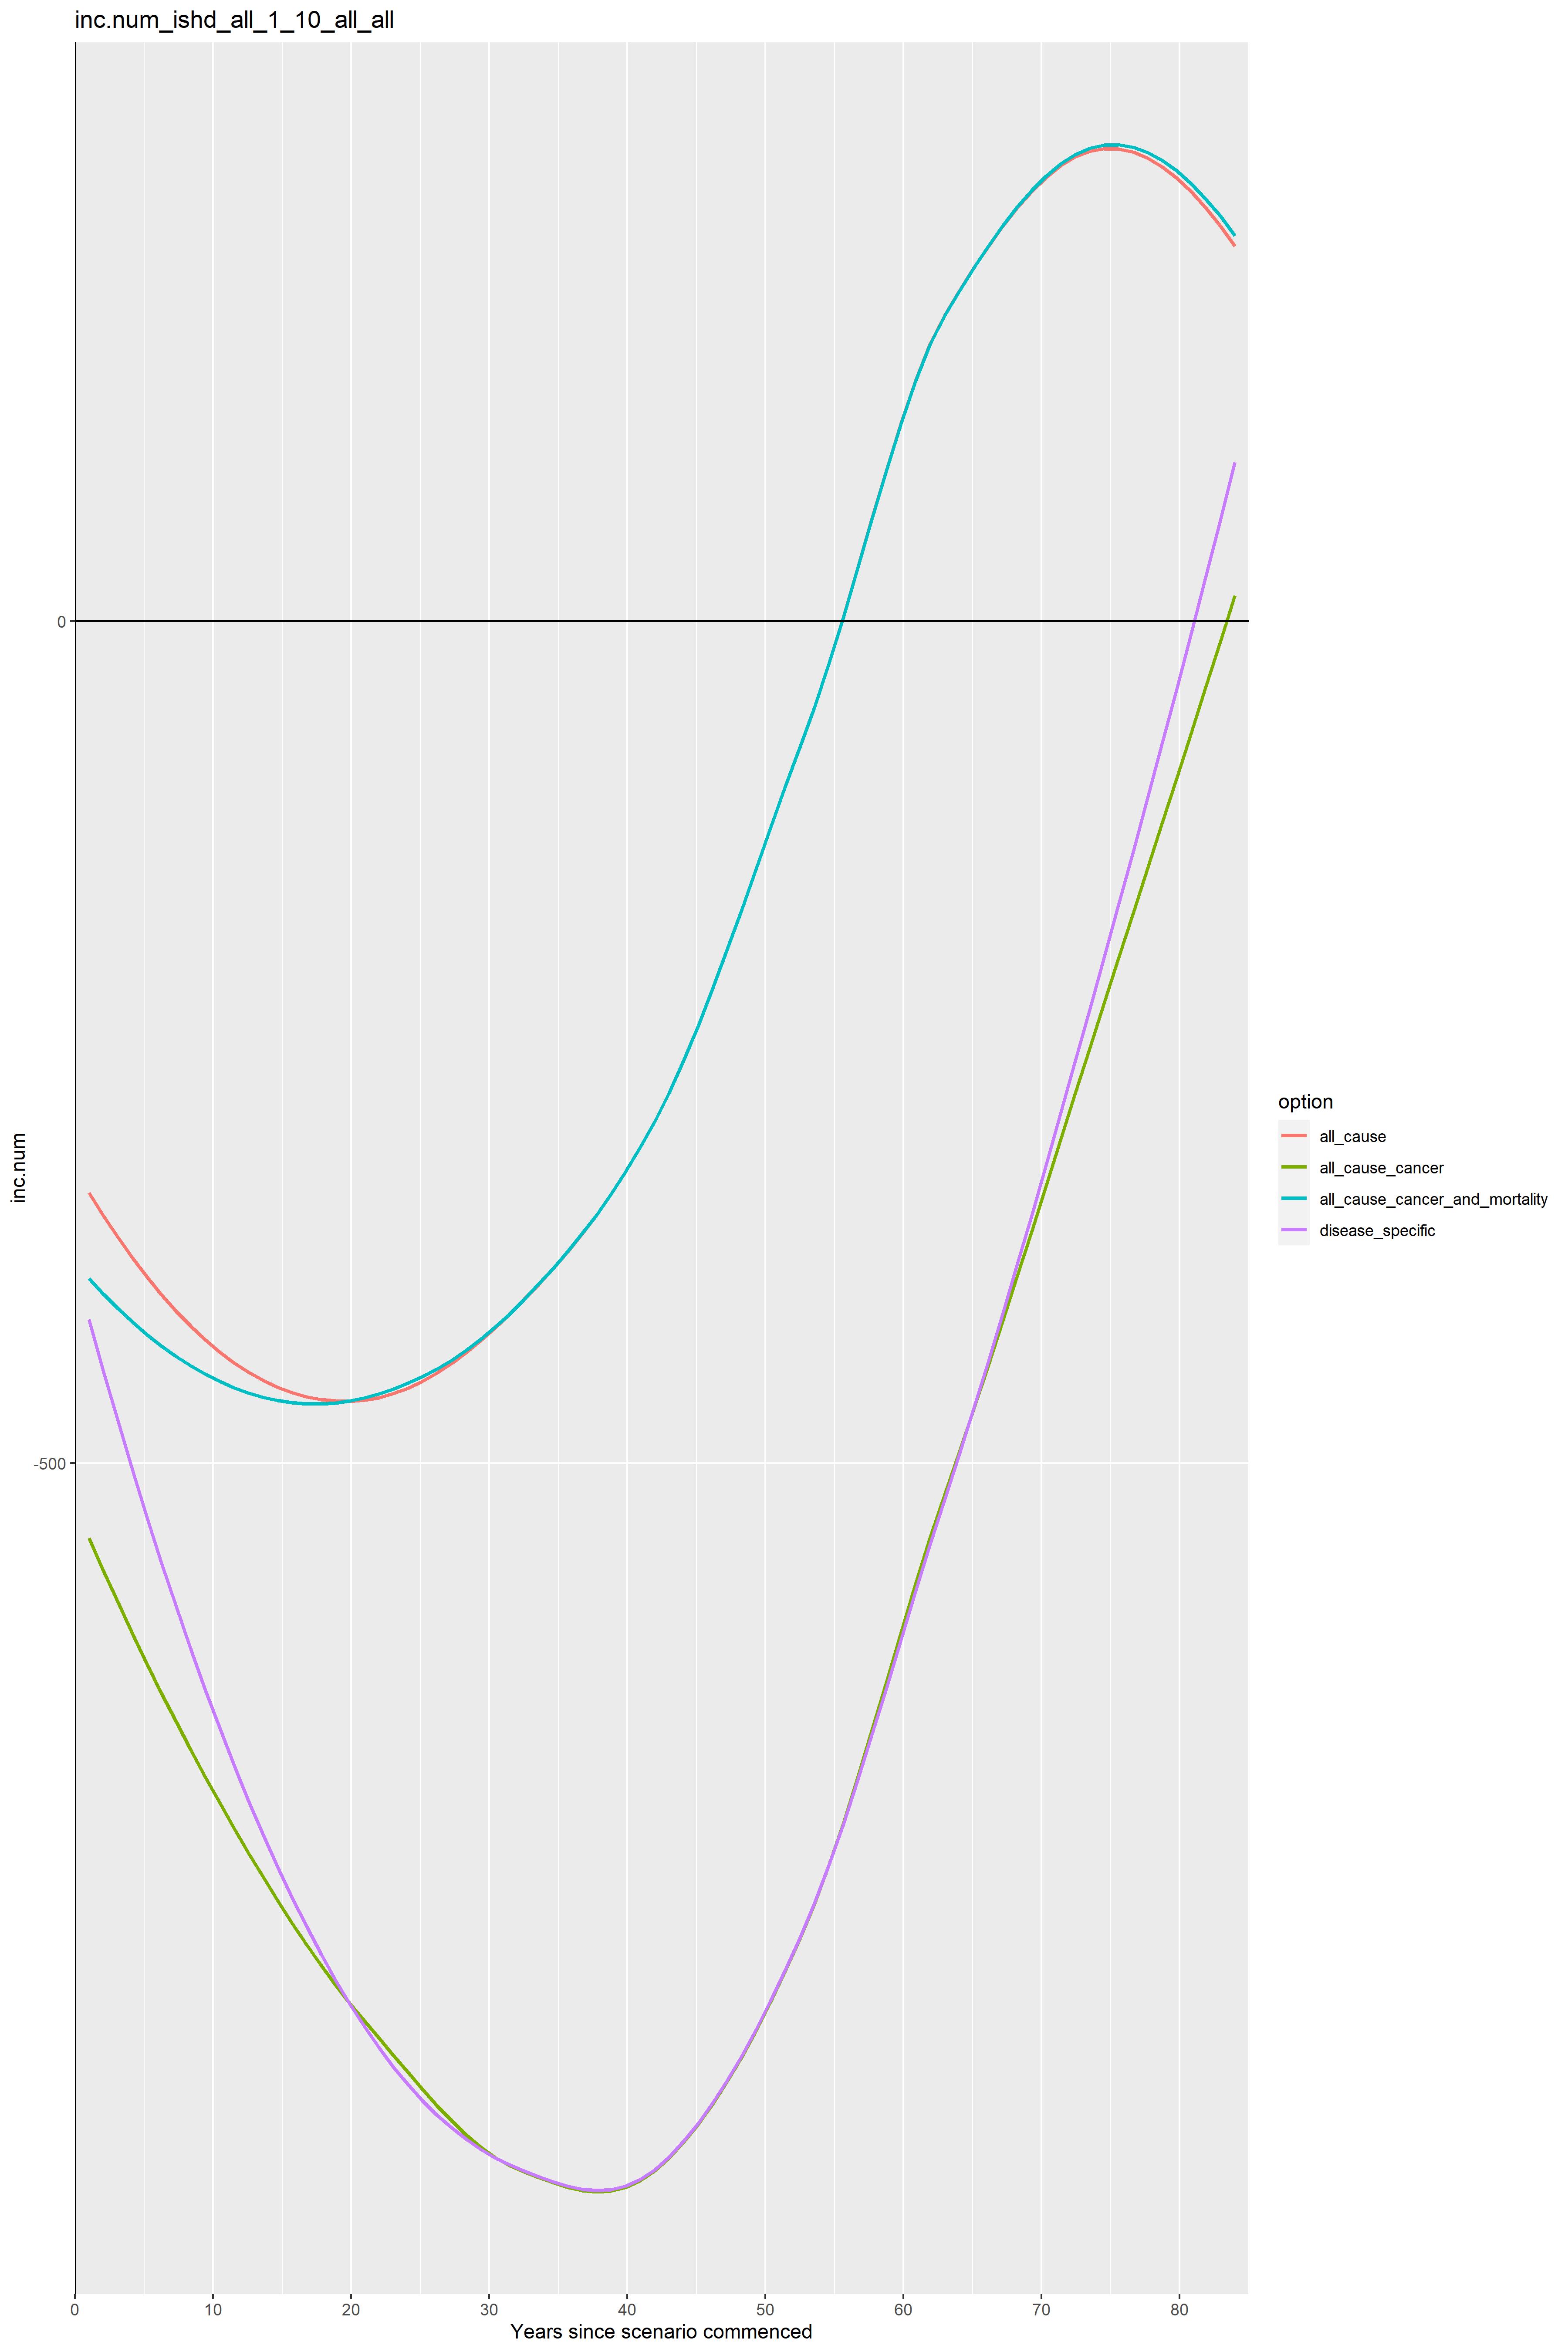 inc.num_ishd_all_1_10_all_all
0
-500
inc.num
0 10 20 30 40 50 60 70 80
Years since scenario commenced
option
all_cause
all_cause_cancer
all_cause_cancer_and_mortality
disease_specific